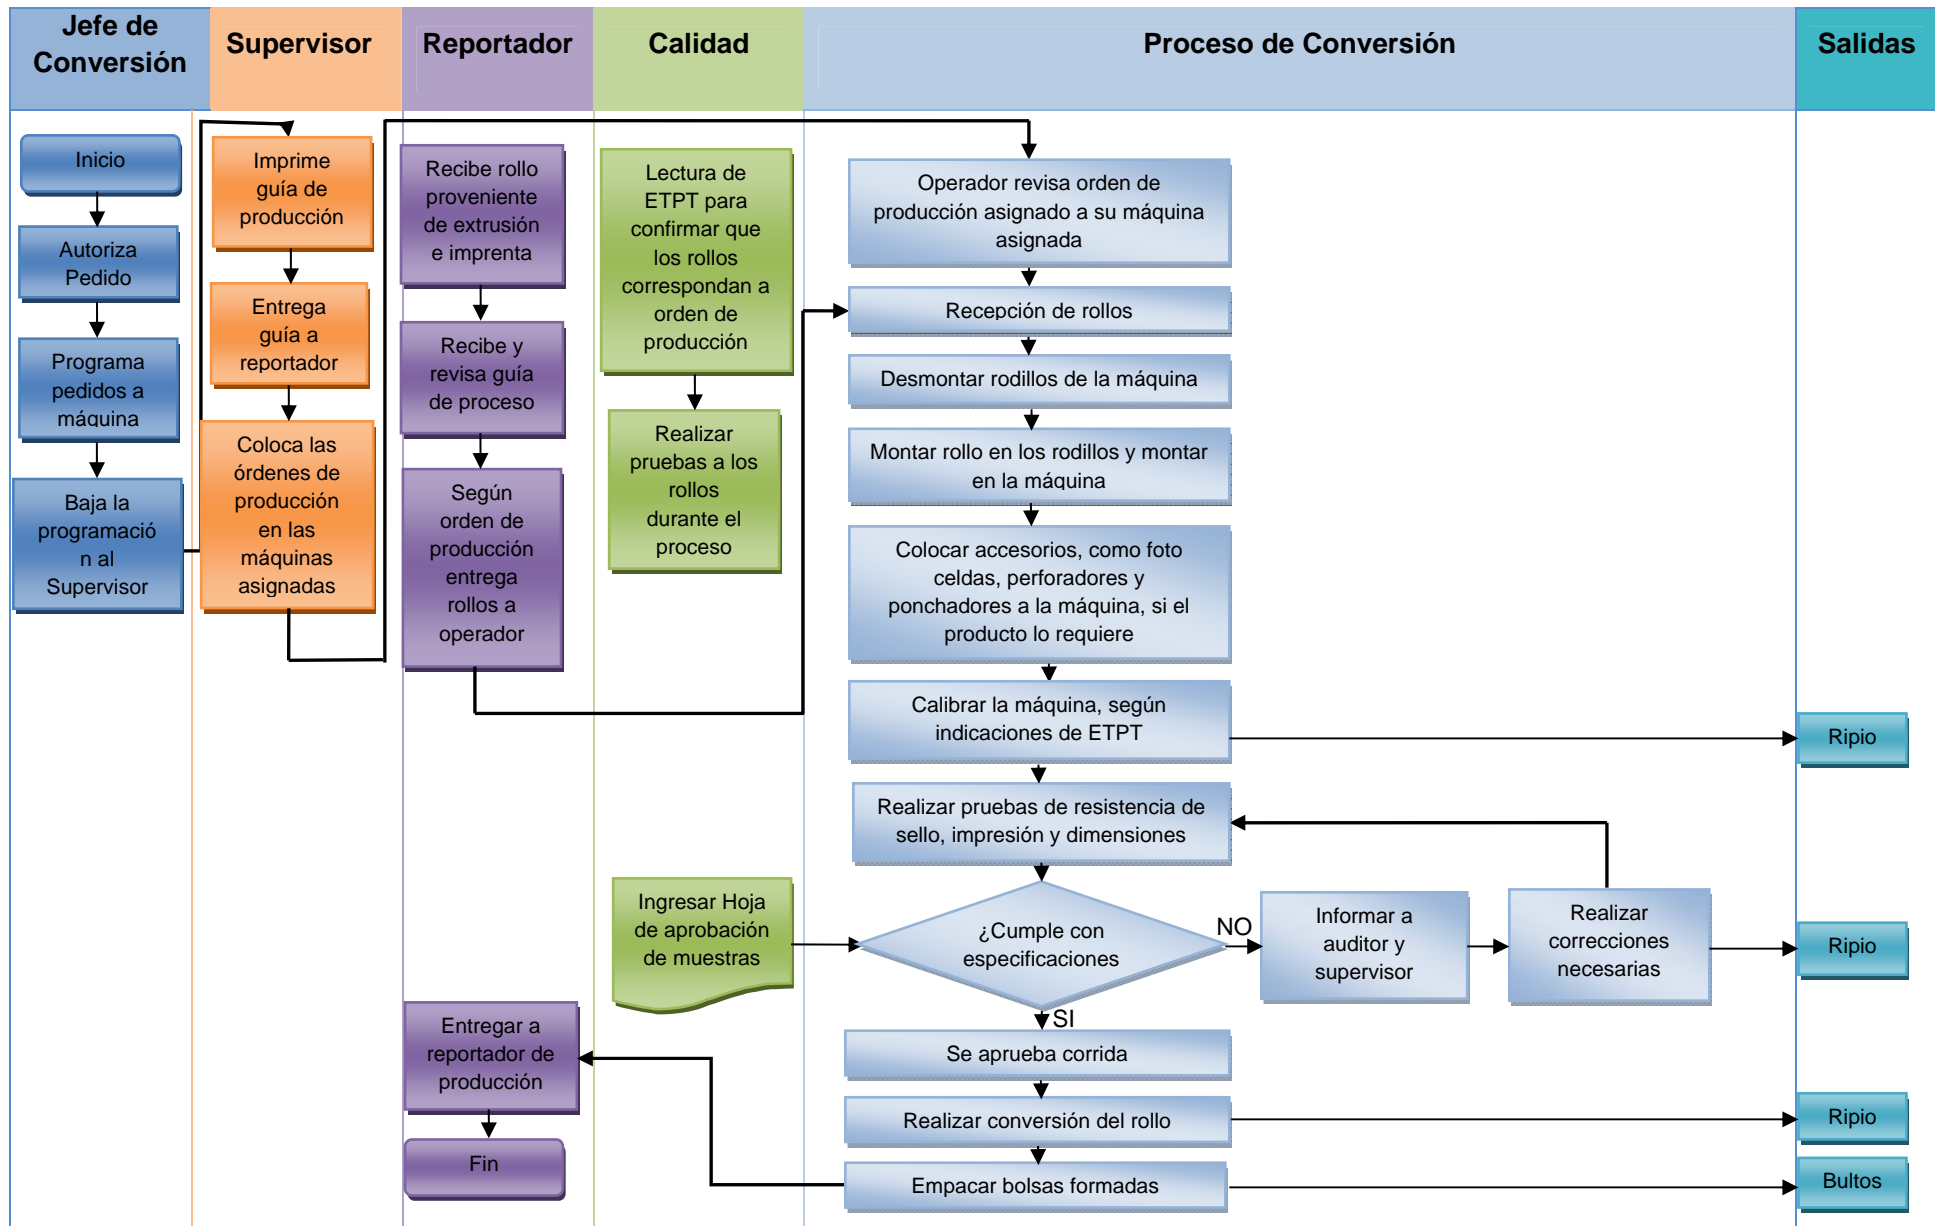 Jefe de
Conversión
Supervisor
Reportador
Calidad
Proceso de Conversión
Salidas
Inicio
Autoriza
Pedido
Programa
pedidos a
máquina
Baja la
programació
n al
Supervisor
Imprime
guía de
producción
Entrega
guía a
reportador
Coloca las
órdenes de
producción
en las
máquinas
asignadas
Recibe rollo
proveniente
de extrusión
e imprenta
Recibe y
revisa guía
de proceso
Según
orden de
producción
entrega
rollos a
operador
Entregar a
reportador de
producción
Fin
Lectura de
ETPT para
confirmar que
los rollos
correspondan a
orden de
producción
Realizar
pruebas a los
rollos
durante el
proceso
Ingresar Hoja
de aprobación
de muestras
Operador revisa orden de
producción asignado a su máquina
asignada
Recepción de rollos
Desmontar rodillos de la máquina
Montar rollo en los rodillos y montar
en la máquina
Colocar accesorios, como foto
celdas, perforadores y
ponchadores a la máquina, si el
producto lo requiere
Calibrar la máquina, según
indicaciones de ETPT
Realizar pruebas de resistencia de
sello, impresión y dimensiones
¿Cumple con
especificaciones
NO
Informar a
auditor y
supervisor
Realizar
correcciones
necesarias
SI
Se aprueba corrida
Realizar conversión del rollo
Empacar bolsas formadas
Ripio
Ripio
Ripio
Bultos